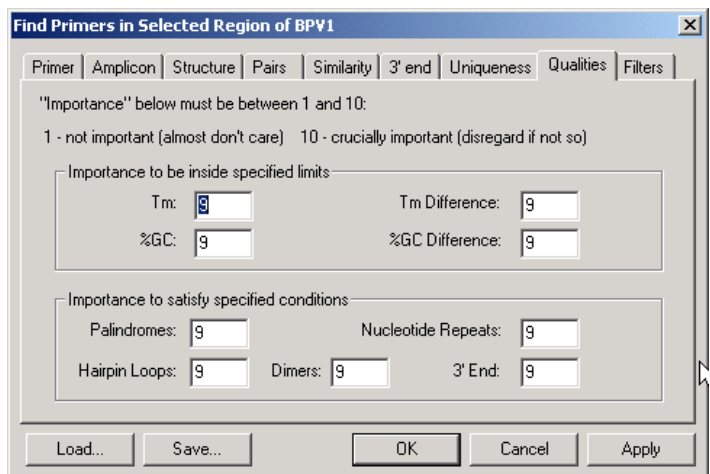 Find Primers in Selected Region of BPV1
Primer Amplicon Structure Pairs Similarity 3' end Uniqueness Qualities Filters
"Importance" below must be between 1 and 10:
1 - not important (almost don't care) 10 - crucially important (disregard if not so)
Importance to be inside specified limits
Tm: 9 Tm Difference: 9
%GC: 9 %GC Difference: 9
Importance to satisfy specified conditions
Palindromes: 9 Nucleotide Repeats: 9
Hairpin Loops: 9 Dimers: 9 3' End: 9
Load... Save... OK Cancel Apply